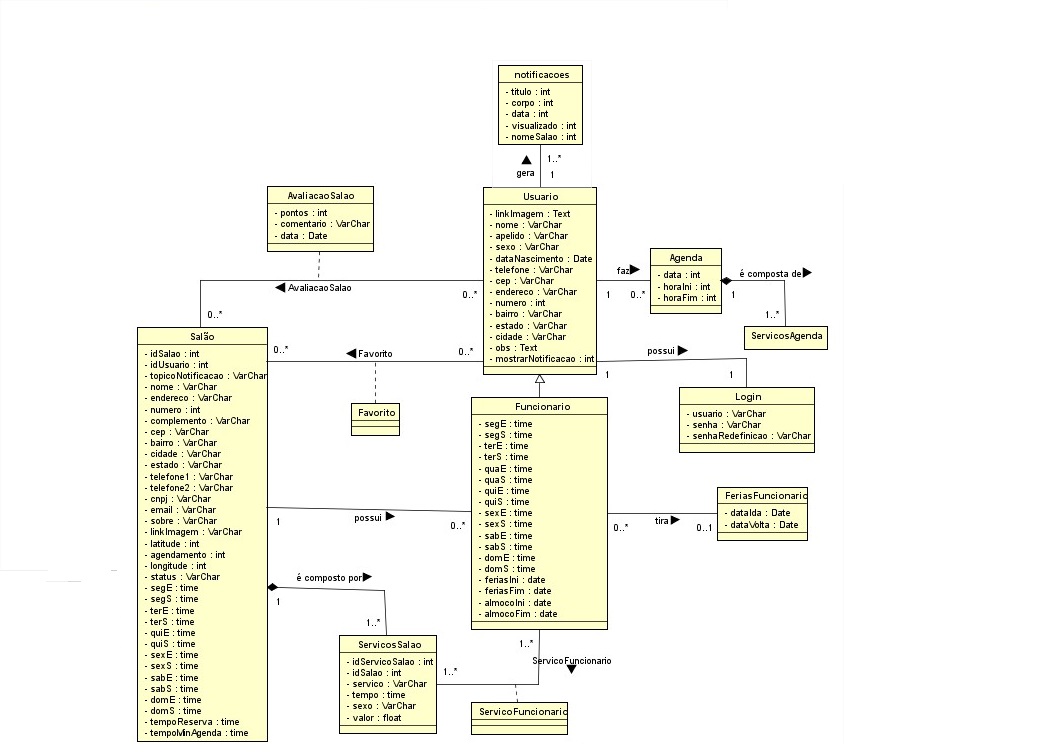 notificacoes
- titulo : int
- corpo : int
- data : int
- visualizado : int
- nomeSalao : int
1..*
gera
1
AvaliacaoSalao
- pontos : int
- comentario : VarChar
- data : Date
Usuario
- linkImagem : Text
- nome : VarChar
- apelido : VarChar
- sexo : VarChar
- dataNascimento : Date
- telefone : VarChar
- cep : VarChar
- endereco : VarChar
- numero : int
- bairro : VarChar
- estado : VarChar
- cidade : VarChar
- obs : Text
- mostrarNotificacao : int
Agenda
- data : int
- horaIni : int
- horaFim : int
faz
1
0..*
é composta de
1
1..*
ServicosAgenda
AvaliacaoSalao
0..*
0..*
Favorito
0..*
0..*
Favorito
possui
1
1
Login
- usuario : VarChar
- senha : VarChar
- senhaRedefinicao : VarChar
Salão
- idSalao : int
- idUsuario : int
- topicoNotificacao : VarChar
- nome : VarChar
- endereco : VarChar
- numero : int
- complemento : VarChar
- cep : VarChar
- bairro : VarChar
- cidade : VarChar
- estado : VarChar
- telefone1 : VarChar
- telefone2 : VarChar
- cnpj : VarChar
- email : VarChar
- sobre : VarChar
- linkImagem : VarChar
- latitude : int
- agendamento : int
- longitude : int
- status : VarChar
- segE : time
- segS : time
- terE : time
- terS : time
- quiE : time
- quiS : time
- sexE : time
- sexS : time
- sabE : time
- sabS : time
- domE : time
- domS : time
- tempoReserva : time
- tempoMinAgenda : time
Funcionario
- segE : time
- segS : time
- terE : time
- terS : time
- quaE : time
- quaS : time
- quiE : time
- quiS : time
- sexE : time
- sexS : time
- sabE : time
- sabS : time
- domE : time
- domS : time
- feriasIni : date
- feriasFim : date
- almocoIni : date
- almocoFim : date
FeriasFuncionario
- dataIda : Date
- dataVolta : Date
1
possui
0..*
0..*
tira
0..1
é composto por
1
1..*
ServicosSalao
- idServicoSalao : int
- idSalao : int
- servico : VarChar
- tempo : time
- sexo : VarChar
- valor : float
1..*
ServicoFuncionario
1..*
ServicoFuncionario